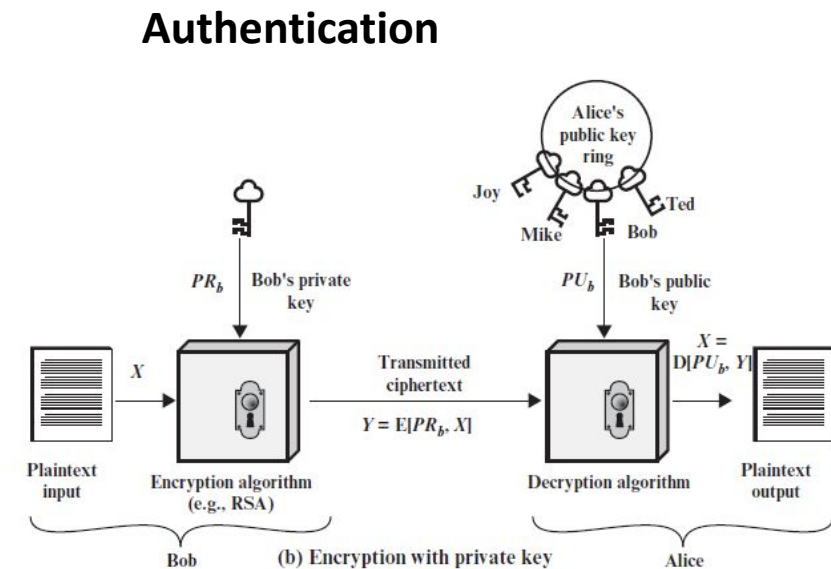 Authentication
Alice's
public key
ring
Joy
Mike
Bob
Ted
PR_b
Bob's private
key
PU_b
Bob's public
key
X
Transmitted
ciphertext
Y = E[PR_b, X]
X =
D[PU_b, Y]
Plaintext
input
Encryption algorithm
(e.g., RSA)
Decryption algorithm
Plaintext
output
Bob
(b) Encryption with private key
Alice